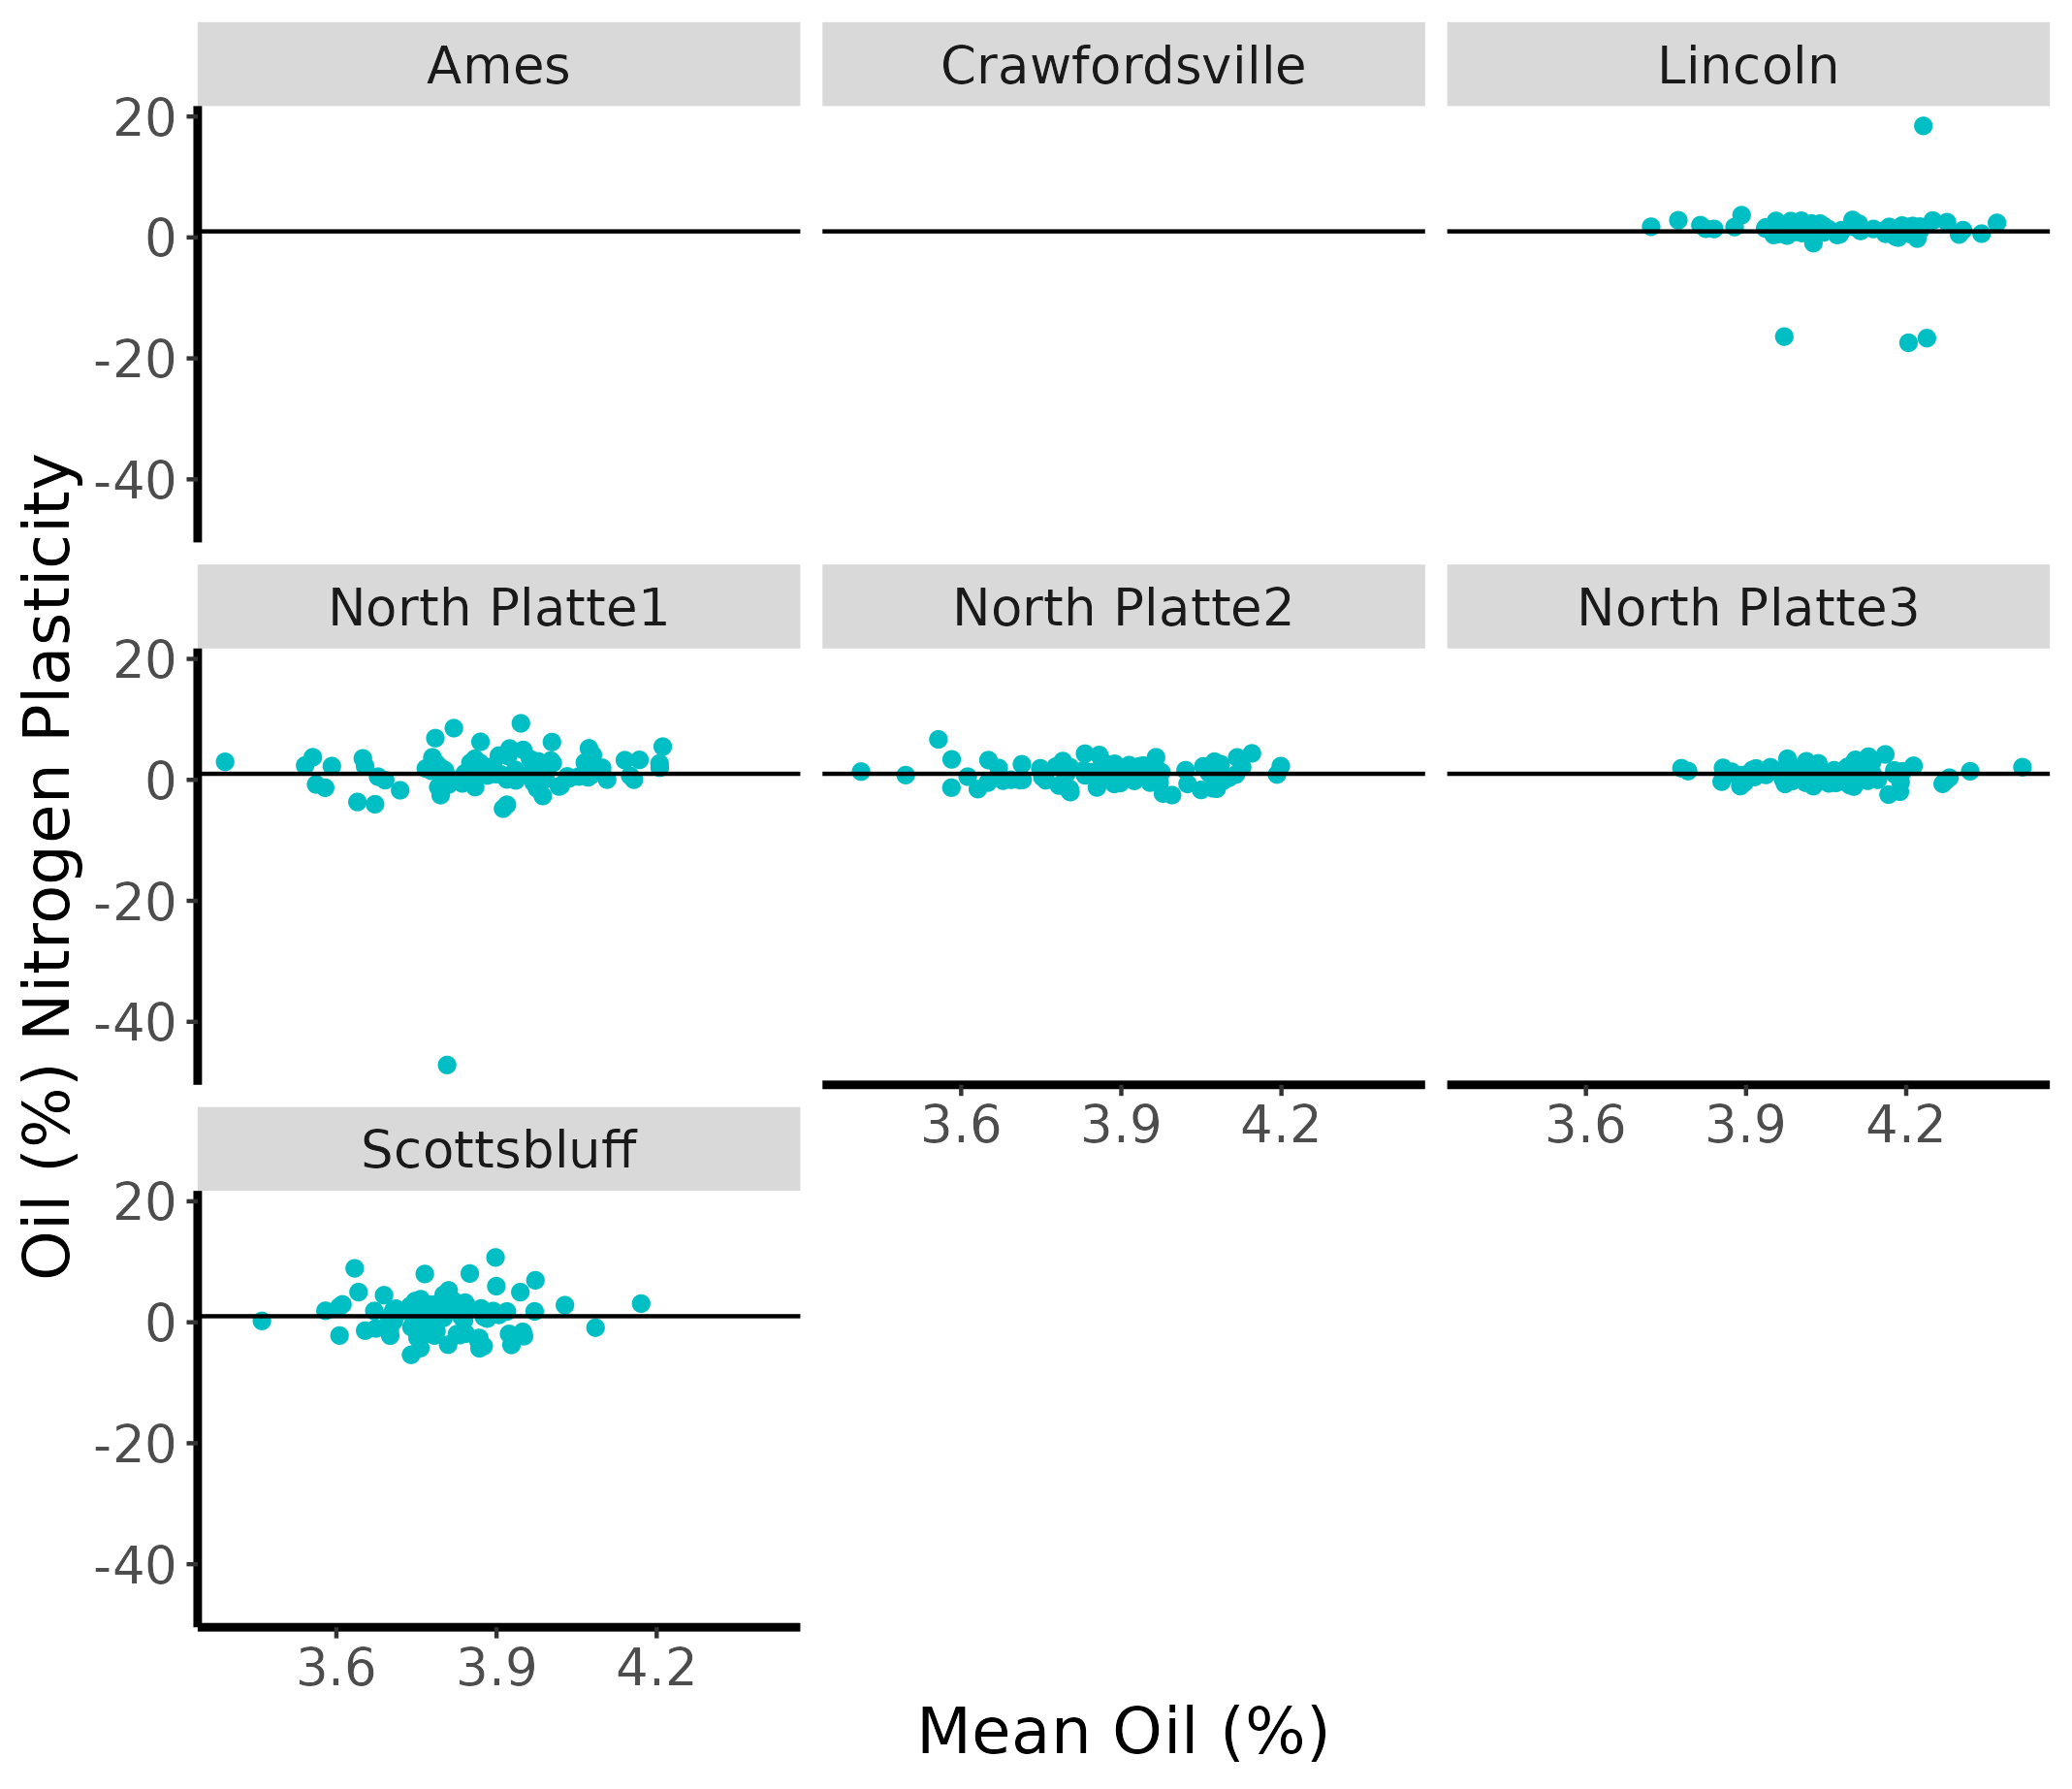 Ames
Crawfordsville
Lincoln
20
0
-20
-40
North Platte1
North Platte2
North Platte3
20
0
-20
-40
3.6
3.9
4.2
3.6
3.9
4.2
Scottsbluff
20
0
-20
-40
3.6
3.9
4.2
Mean Oil (%)
Oil (%) Nitrogen Plasticity